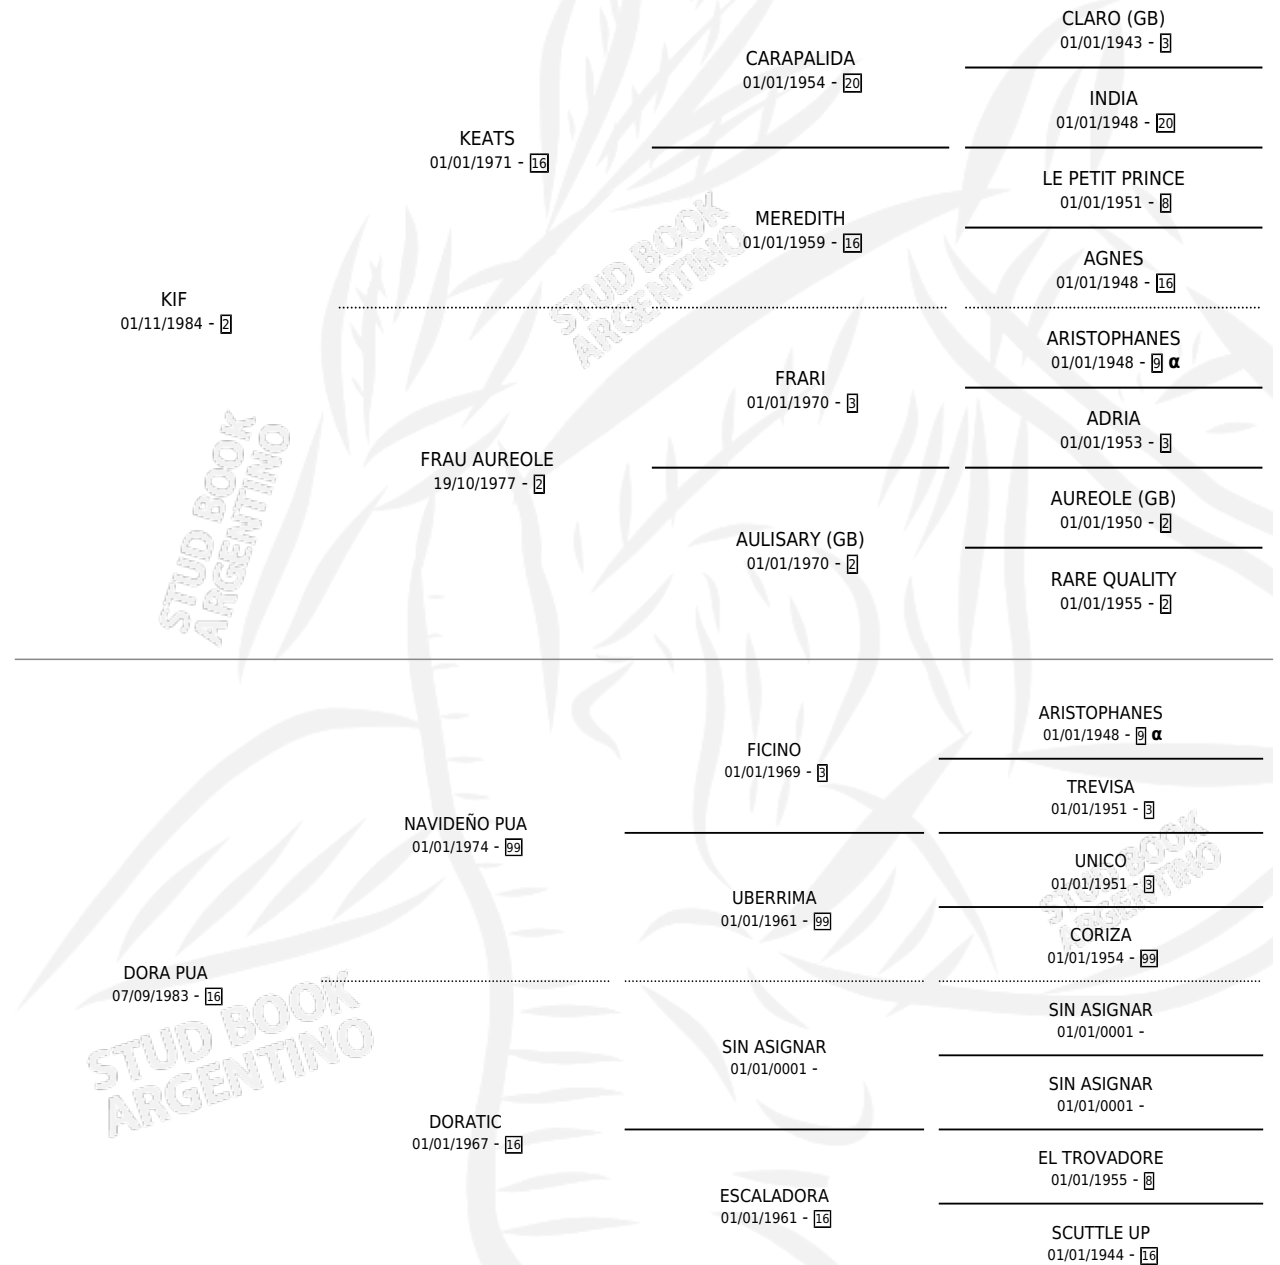 CLARO (GB)
01/01/1943 - 3
CARAPALIDA
01/01/1954 - 20
INDIA
01/01/1948 - 20
KEATS
01/01/1971 - 16
LE PETIT PRINCE
01/01/1951 - 8
MEREDITH
01/01/1959 - 16
AGNES
01/01/1948 - 16
KIF
01/11/1984 - 2
ARISTOPHANES
01/01/1948 - 9 α
FRARI
01/01/1970 - 3
ADRIA
01/01/1953 - 3
FRAU AUREOLE
19/10/1977 - 2
AUREOLE (GB)
01/01/1950 - 2
AULISARY (GB)
01/01/1970 - 2
RARE QUALITY
01/01/1955 - 2
STUD BOOK
ARGENTINO
STUD BOOK
ARGENTINO
ARISTOPHANES
01/01/1948 - 9 α
FICINO
01/01/1969 - 3
TREVISA
01/01/1951 - 3
NAVIDEÑO PUA
01/01/1974 - 99
UNICO
01/01/1951 - 3
UBERRIMA
01/01/1961 - 99
CORIZA
01/01/1954 - 99
DORA PUA
07/09/1983 - 16
SIN ASIGNAR
01/01/0001 -
SIN ASIGNAR
01/01/0001 -
SIN ASIGNAR
01/01/0001 -
DORATIC
01/01/1967 - 16
EL TROVADORE
01/01/1955 - 8
ESCALADORA
01/01/1961 - 16
SCUTTLE UP
01/01/1944 - 16
STUD BOOK
ARGENTINO
STUD BOOK
ARGENTINO